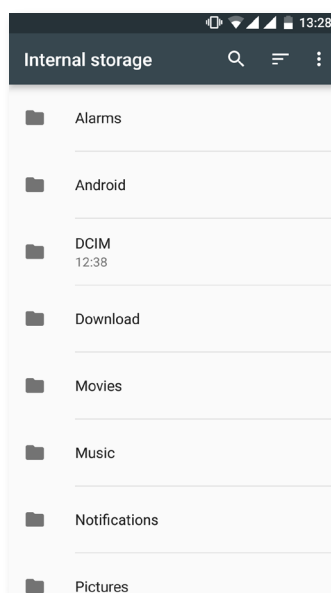 13:28
Internal storage
Alarms
Android
DCIM
12:38
Download
Movies
Music
Notifications
Pictures